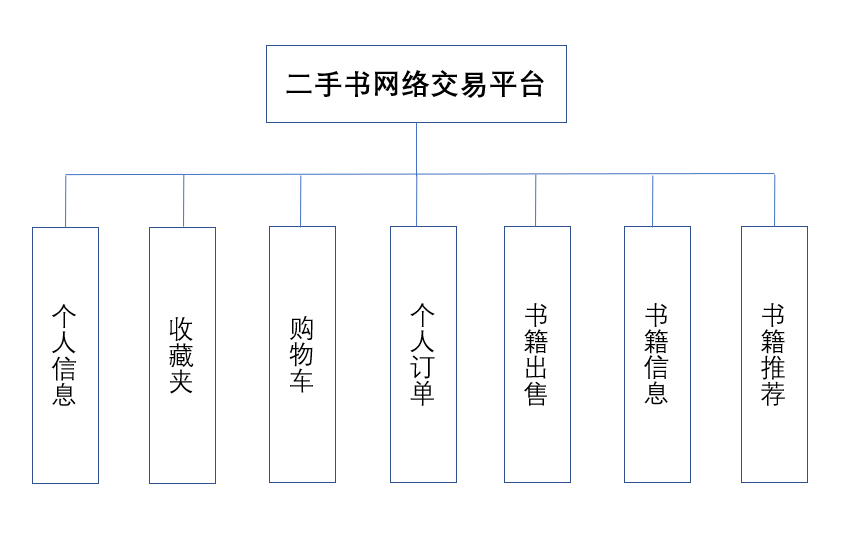 二手书网络交易平台
个人信息
收藏夹
购物车
个人订单
书籍出售
书籍信息
书籍推荐